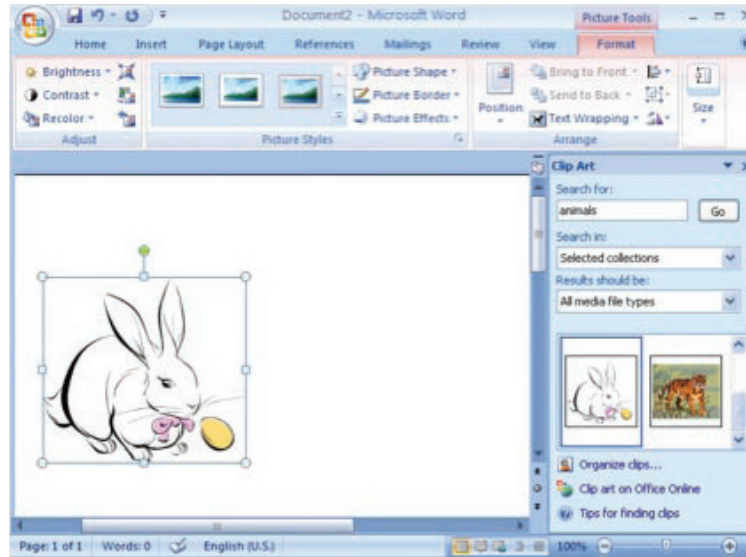 Document2 - Microsoft Word
Picture Tools
Home Insert Page Layout References Mailings Review View Format
Brightness
Contrast
Recolor
Adjust
Picture Shape
Picture Border
Picture Effects
Picture Styles
Position
Bring to Front
Send to Back
Text Wrapping
Arrange
Size
Clip Art
Search for:
animals Go
Search in:
Selected collections
Results should be:
All media file types
Organize clips...
Clip art on Office Online
Tips for finding clips
Page: 1 of 1 Words: 0 English (U.S.) 100%